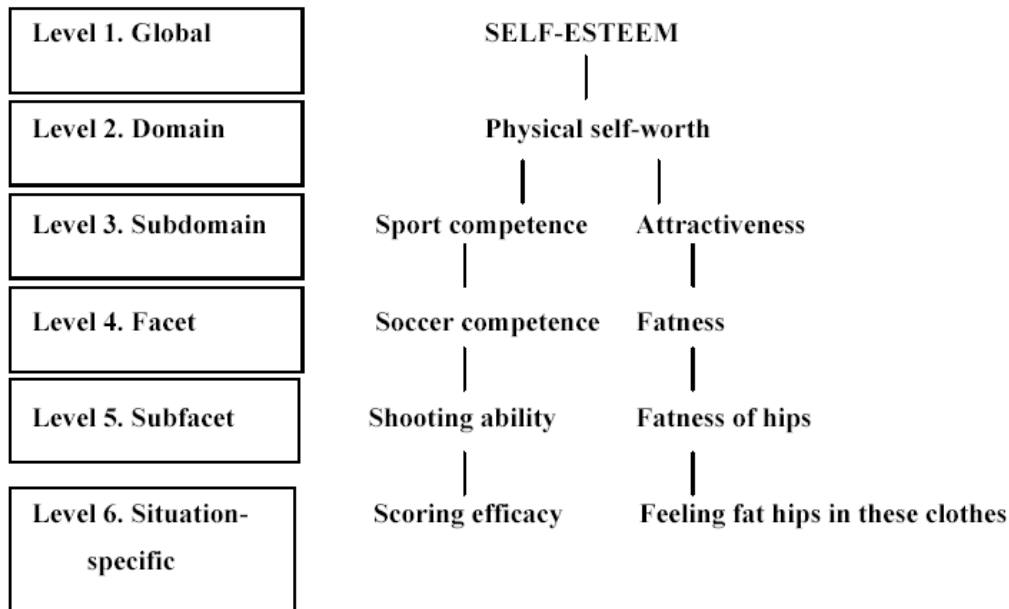 Level 1. Global SELF-ESTEEM
Level 2. Domain Physical self-worth
Level 3. Subdomain Sport competence Attractiveness
Level 4. Facet Soccer competence Fatness
Level 5. Subfacet Shooting ability Fatness of hips
Level 6. Situation- Scoring efficacy Feeling fat hips in these clothes
specific